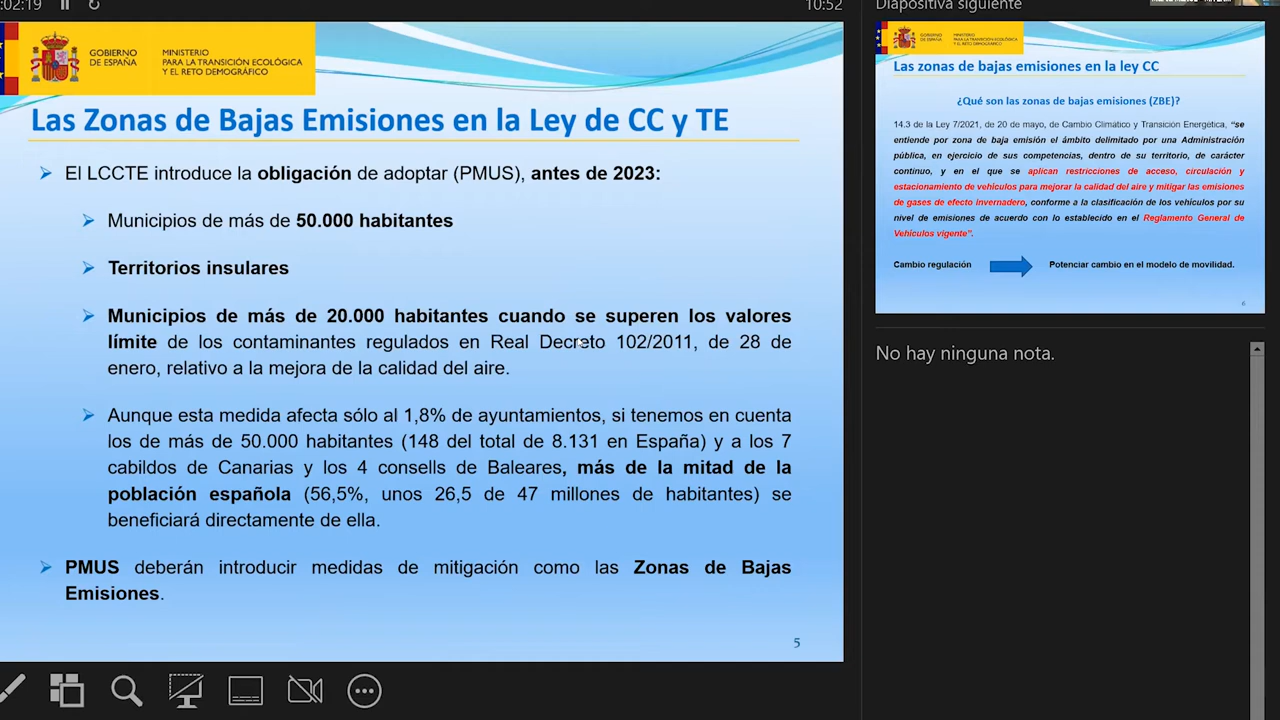 :02:19
10:52
Diapositiva siguiente
GOBIERNO
DE ESPAÑA
MINISTERIO
PARA LA TRANSICIÓN ECOLÓGICA
Y EL RETO DEMOGRÁFICO
Las Zonas de Bajas Emisiones en la Ley de CC y TE
El LCCTE introduce la obligación de adoptar (PMUS), antes de 2023:
Municipios de más de 50.000 habitantes
Territorios insulares
Municipios de más de 20.000 habitantes cuando se superen los valores
límite de los contaminantes regulados en Real Decreto 102/2011, de 28 de
enero, relativo a la mejora de la calidad del aire.
Aunque esta medida afecta sólo al 1,8% de ayuntamientos, si tenemos en cuenta
los de más de 50.000 habitantes (148 del total de 8.131 en España) y a los 7
cabildos de Canarias y los 4 consells de Baleares, más de la mitad de la
población española (56,5%, unos 26,5 de 47 millones de habitantes) se
beneficiará directamente de ella.
PMUS deberán introducir medidas de mitigación como las Zonas de Bajas
Emisiones.
5
GOBIERNO
DE ESPAÑA
MINISTERIO
PARA LA TRANSICIÓN ECOLÓGICA
Y EL RETO DEMOGRÁFICO
Las zonas de bajas emisiones en la ley CC
¿Qué son las zonas de bajas emisiones (ZBE)?
14.3 de la Ley 7/2021, de 20 de mayo, de Cambio Climático y Transición Energética, “se
entiende por zona de baja emisión el ámbito delimitado por una Administración
pública, en ejercicio de sus competencias, dentro de su territorio, de carácter
continuo, y en el que se aplican restricciones de acceso, circulación y
estacionamiento de vehículos para mejorar la calidad del aire y mitigar las emisiones
de gases de efecto invernadero, conforme a la clasificación de los vehículos por su
nivel de emisiones de acuerdo con lo establecido en el Reglamento General de
Vehículos vigente”.
Cambio regulación
Potenciar cambio en el modelo de movilidad.
6
No hay ninguna nota.